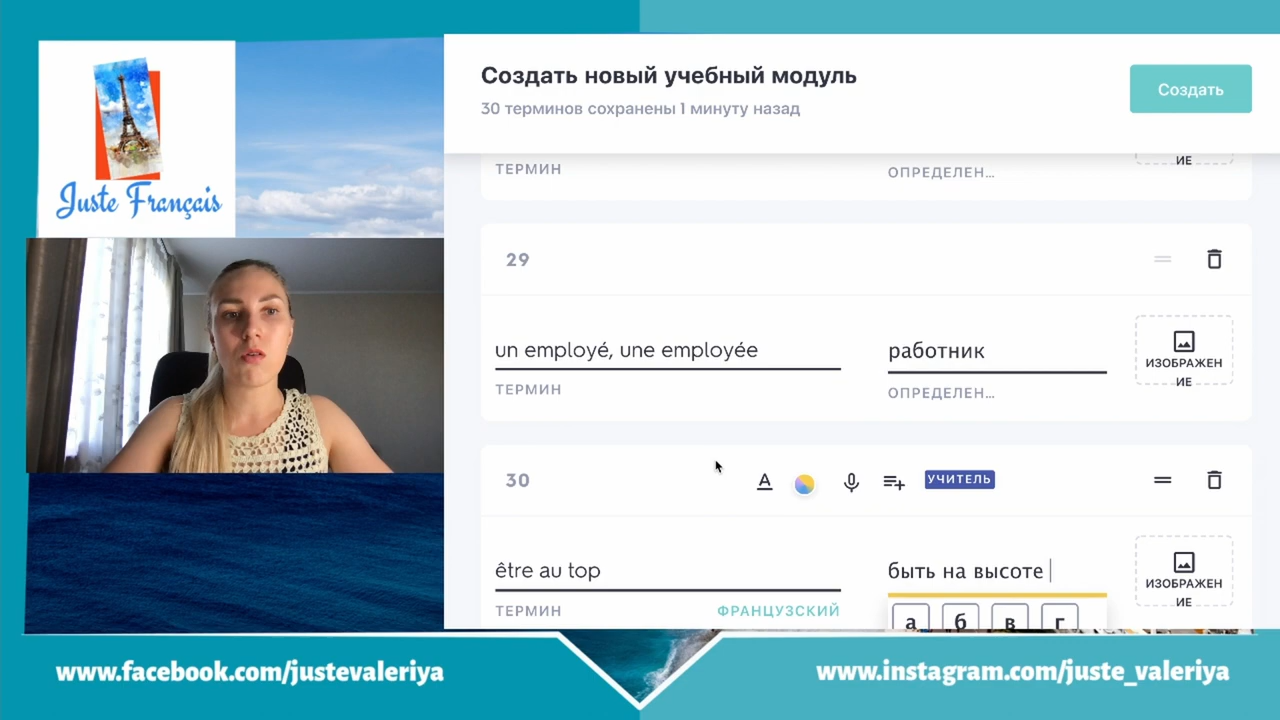 Juste Français
Создать новый учебный модуль
30 терминов сохранены 1 минуту назад
Создать
ТЕРМИН
ОПРЕДЕЛЕН...
ИЕ
29
un employé, une employée
ТЕРМИН
работник
ОПРЕДЕЛЕН...
ИЗОБРАЖЕН
ИЕ
30
A
УЧИТЕЛЬ
être au top
ТЕРМИН
ФРАНЦУЗСКИЙ
быть на высоте
а б в г
ИЗОБРАЖЕН
ИЕ
www.facebook.com/justevaleriya
www.instagram.com/juste_valeriya